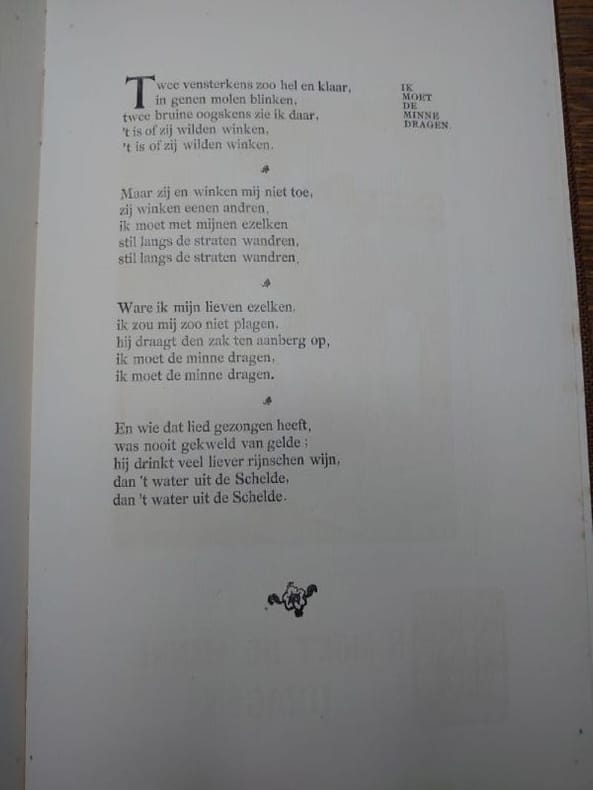 Twee vensterkens zoo hel en klaar,
in genen molen blinken,
twee bruine oogskens zie ik daar,
't is of zij wilden winken,
't is of zij wilden winken.
IK
MOET
DE
MINNE
DRAGEN.
Maar zij en winken mij niet toe,
zij winken eenen andren,
ik moet met mijnen ezelken
stil langs de straten wandren,
stil langs de straten wandren.
Ware ik mijn lieven ezelken,
ik zou mij zoo niet plagen,
hij draagt den zak ten aanberg op,
ik moet de minne dragen,
ik moet de minne dragen.
En wie dat lied gezongen heeft,
was nooit gekweld van gelde ;
hij drinkt veel liever rijnschen wijn,
dan 't water uit de Schelde,
dan 't water uit de Schelde.